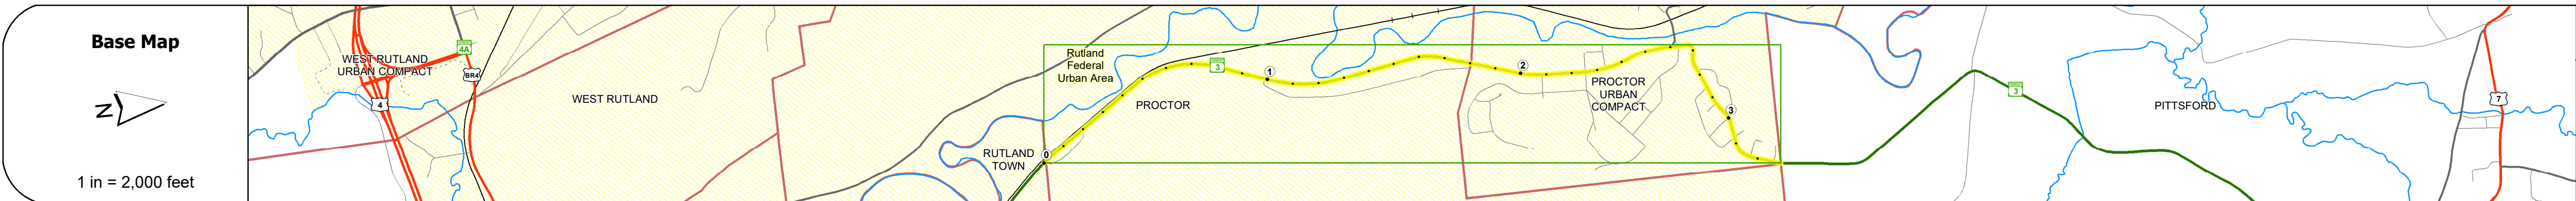 Base Map
N
1 in = 2,000 feet
4A
WEST RUTLAND
URBAN COMPACT
BR4
4
WEST RUTLAND
Rutland
Federal
Urban Area
3
1
2
PROCTOR
PROCTOR
URBAN
COMPACT
3
0
RUTLAND
TOWN
3
PITTSFORD
7